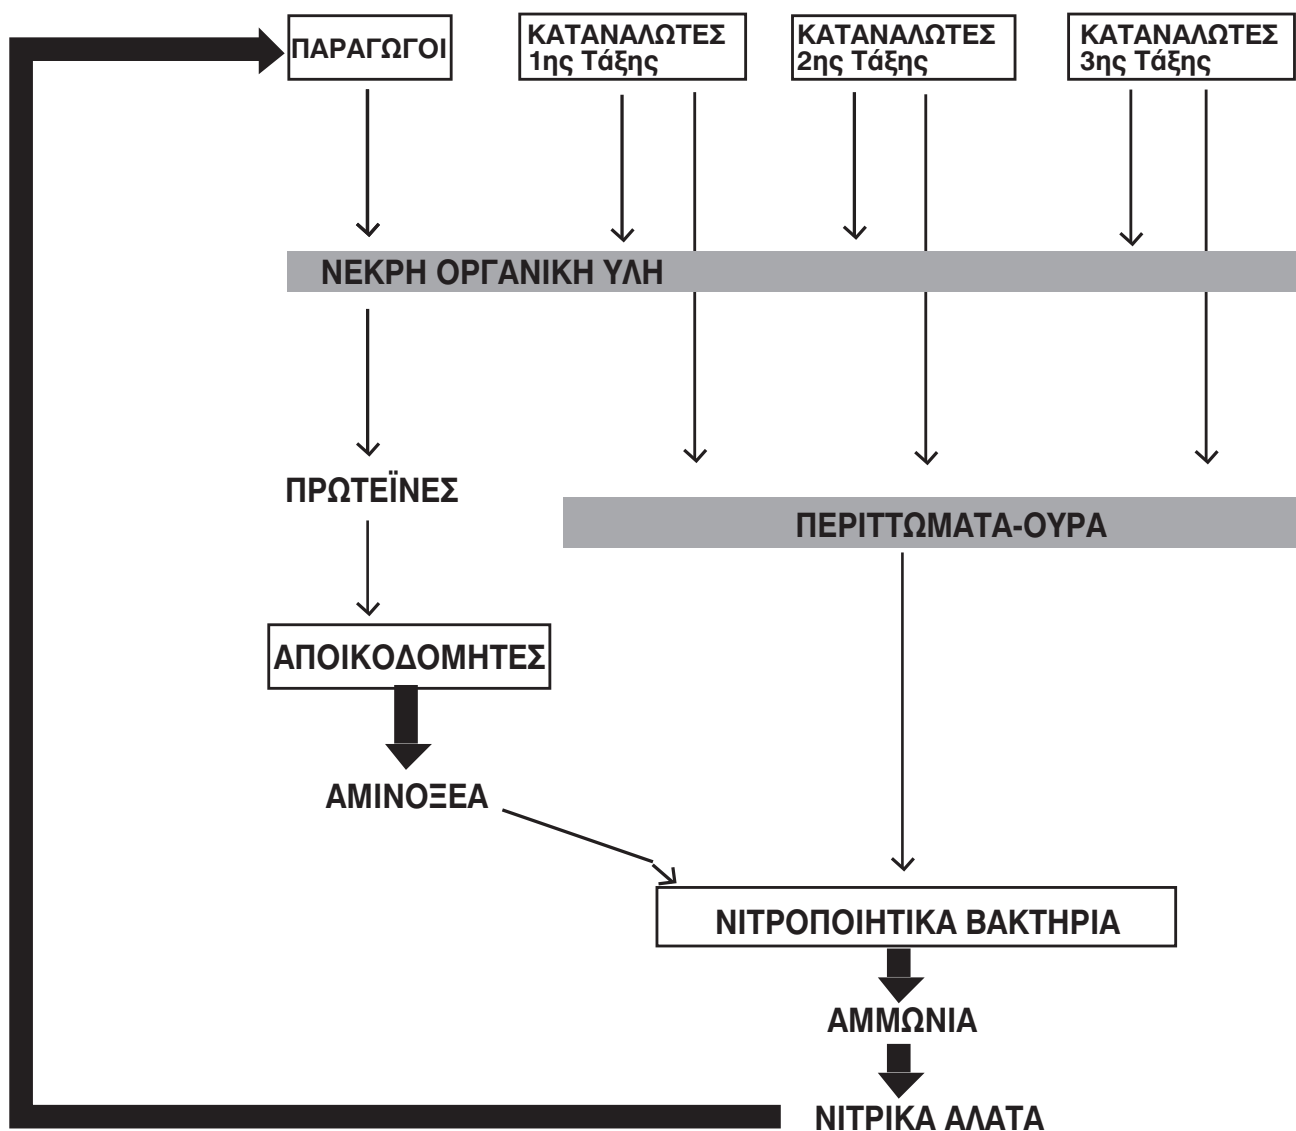 ΠΑΡΑΓΩΓΟΙ
ΚΑΤΑΝΑΛΩΤΕΣ
1ης Τάξης
ΚΑΤΑΝΑΛΩΤΕΣ
2ης Τάξης
ΚΑΤΑΝΑΛΩΤΕΣ
3ης Τάξης
ΝΕΚΡΗ ΟΡΓΑΝΙΚΗ ΥΛΗ
ΠΡΩΤΕΪΝΕΣ
ΠΕΡΙΤΤΩΜΑΤΑ-ΟΥΡΑ
ΑΠΟΙΚΟΔΟΜΗΤΕΣ
ΑΜΙΝΟΞΕΑ
ΝΙΤΡΟΠΟΙΗΤΙΚΑ ΒΑΚΤΗΡΙΑ
ΑΜΜΩΝΙΑ
ΝΙΤΡΙΚΑ ΑΛΑΤΑ